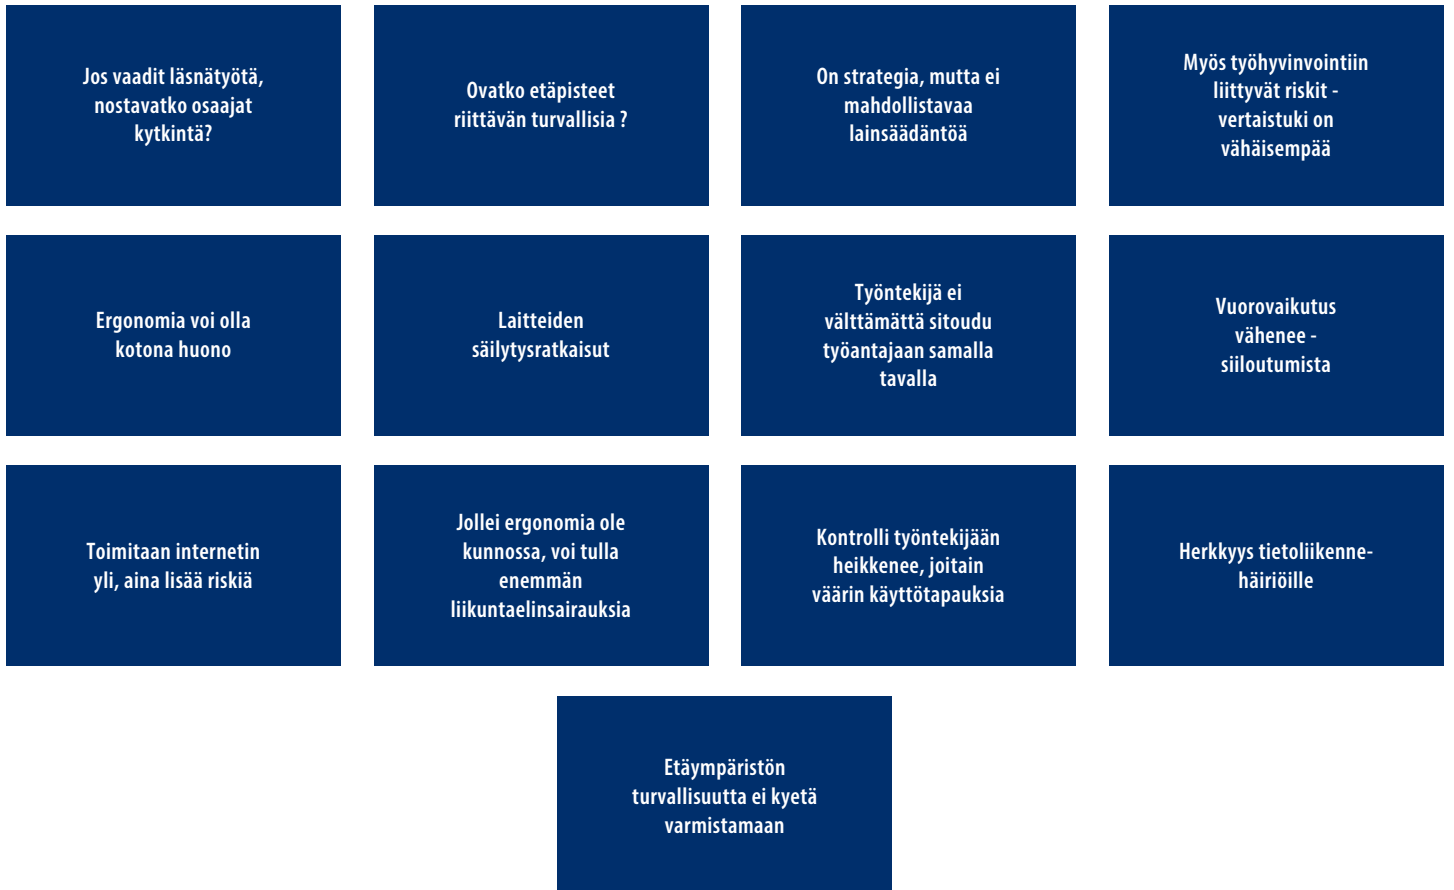 Jos vaadit läsnätyötä,
nostavatko osaajat
kytkintä?
Ovatko etäpisteet
riittävän turvallisia ?
On strategia, mutta ei
mahdollistavaa
lainsäädäntöä
Myös työhyvinvointiin
liittyvät riskit -
vertaistuki on
vähäisempää
Ergonomia voi olla
kotona huono
Laitteiden
säilytysratkaisut
Työntekijä ei
välttämättä sitoudu
työantajaan samalla
tavalla
Vuorovaikutus
vähenee -
siiloutumista
Toimitaan internetin
yli, aina lisää riskiä
Jollei ergonomia ole
kunnossa, voi tulla
enemmän
liikuntaelinsairauksia
Kontrolli työntekijään
heikkenee, joitain
väärin käyttötapauksia
Herkkyys tietoliikenne-
häiriöille
Etäympäristön
turvallisuutta ei kyetä
varmistamaan